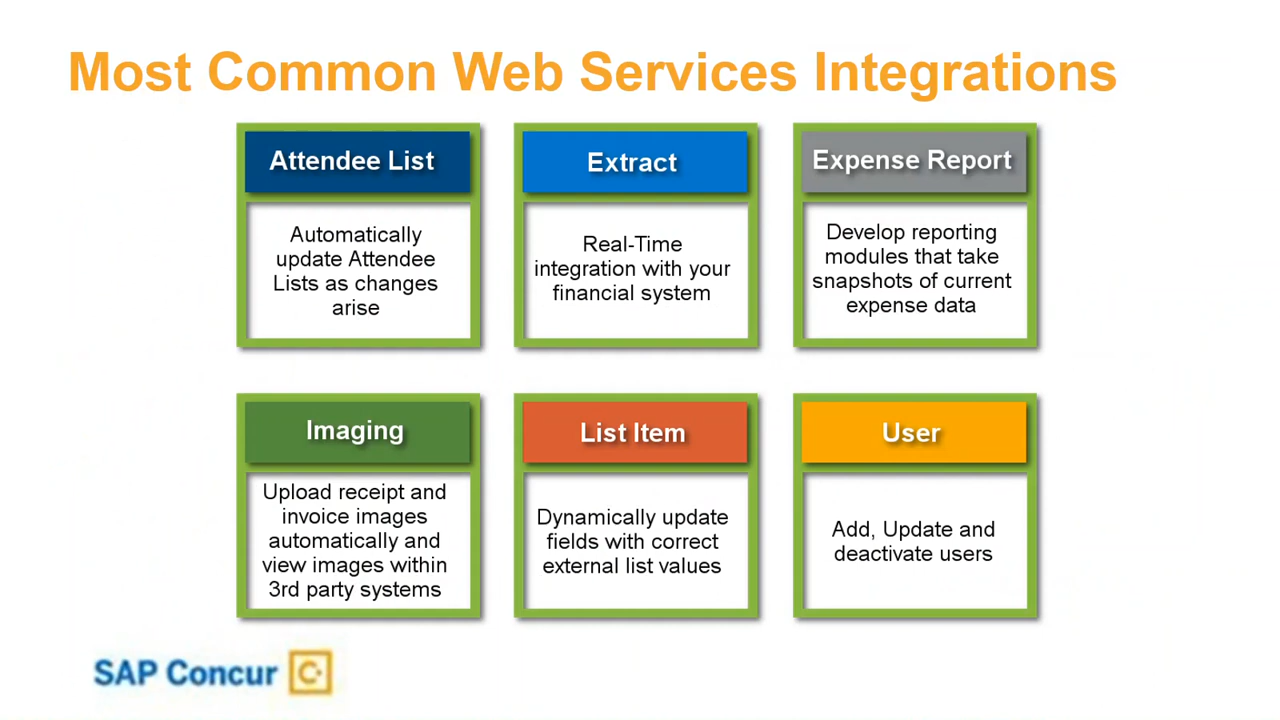 Most Common Web Services Integrations
Attendee List
Automatically
update Attendee
Lists as changes
arise
Extract
Real-Time
integration with your
financial system
Expense Report
Develop reporting
modules that take
snapshots of current
expense data
Imaging
Upload receipt and
invoice images
automatically and
view images within
3rd party systems
List Item
Dynamically update
fields with correct
external list values
User
Add, Update and
deactivate users
SAP Concur C